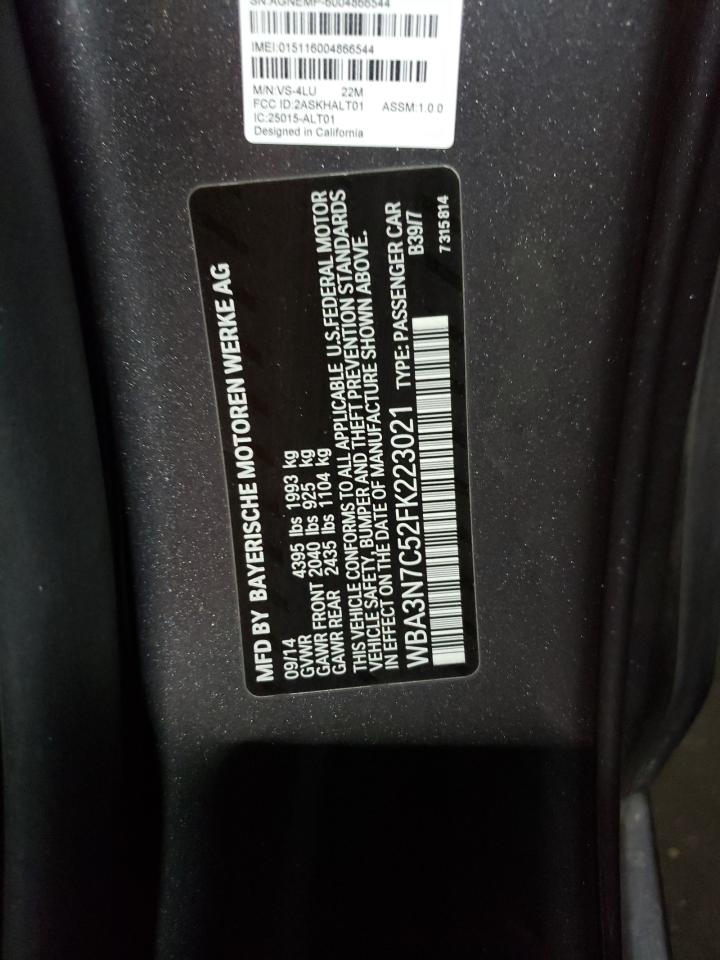 SN:AGNEMP-6004866544
IMEI:015116004866544
M/N:VS-4LU 22M
FCC ID:2ASKHALT01 ASSM:1.0.0
IC:25015-ALT01
Designed in California
MFD BY BAYERISCHE MOTOREN WERKE AG
09/14
GVWR 4395 lbs 1993 kg
GAWR FRONT 2040 lbs 925 kg
GAWR REAR 2435 lbs 1104 kg
THIS VEHICLE CONFORMS TO ALL APPLICABLE U.S.FEDERAL MOTOR
VEHICLE SAFETY, BUMPER AND THEFT PREVENTION STANDARDS
IN EFFECT ON THE DATE OF MANUFACTURE SHOWN ABOVE.
WBA3N7C52FK223021 TYPE: PASSENGER CAR
B39/7
7315814